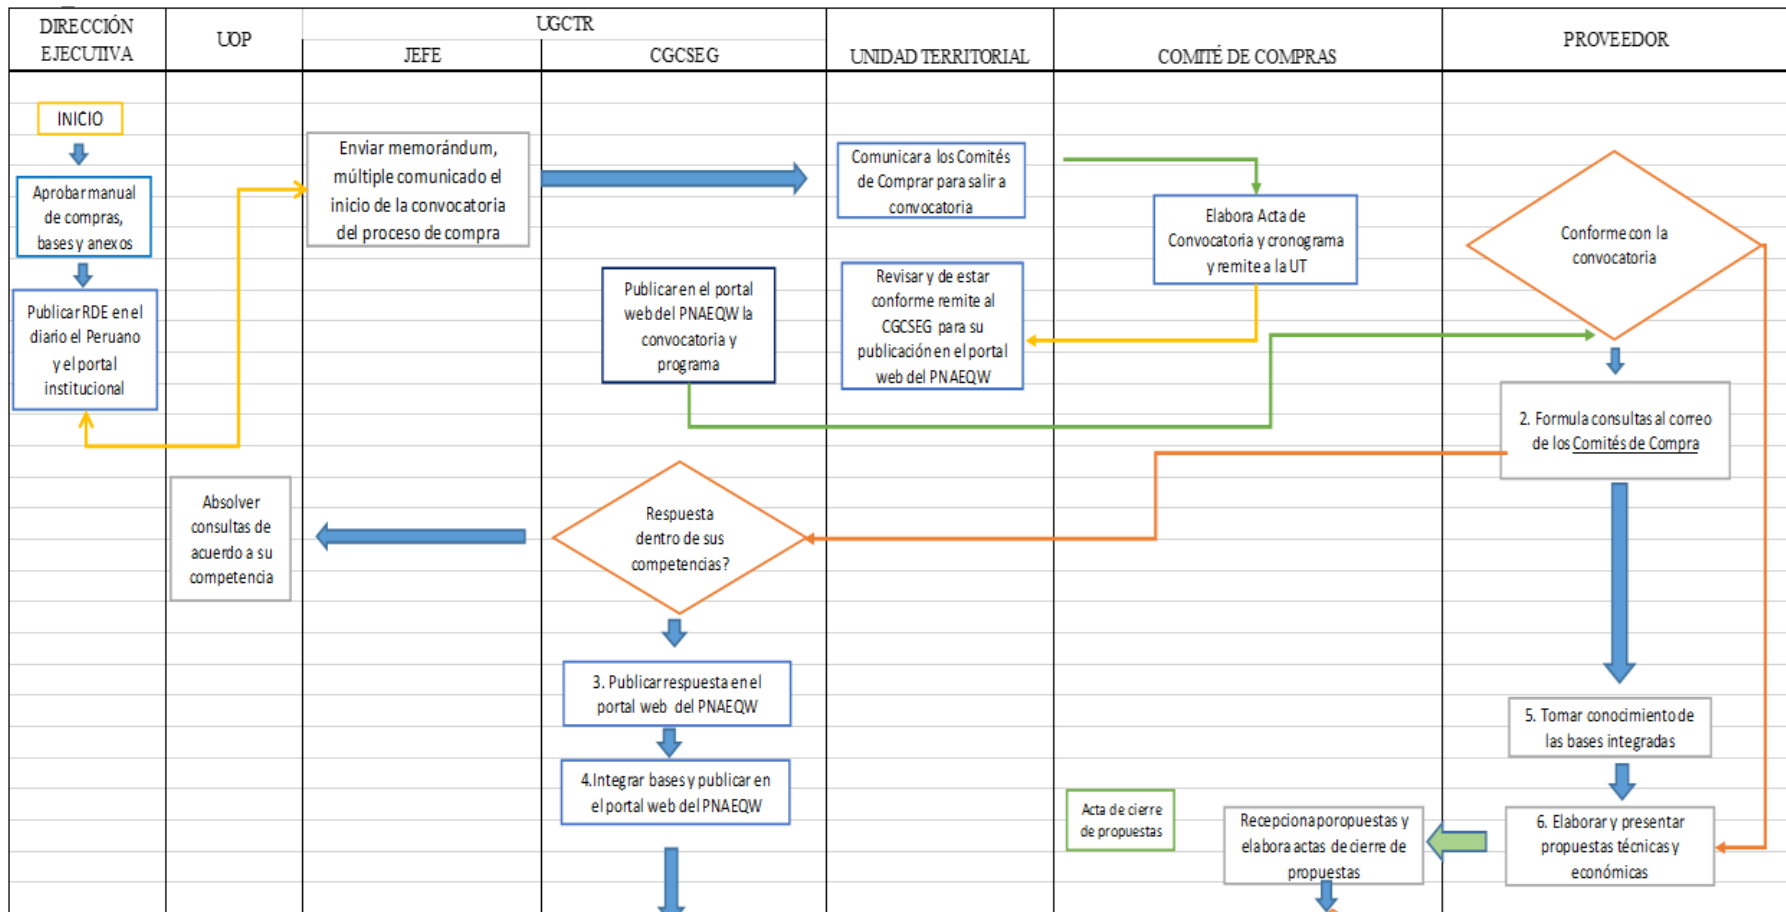 DIRECCIÓN
EJECUTIVA
UOP
UGCTR
JEFE
CGCSEG
UNIDAD TERRITORIAL
COMITÉ DE COMPRAS
PROVEEDOR
INICIO
Aprobar manual
de compras,
bases y anexos
Publicar RDE en el
diario el Peruano
y el portal
institucional
Enviar memorándum,
múltiple comunicado el
inicio de la convocatoria
del proceso de compra
Comunicar a los Comités
de Comprar para salir a
convocatoria
Elabora Acta de
Convocatoria y cronograma
y remite a la UT
Conforme con la
convocatoria
Publicar en el portal
web del PNAEQW la
convocatoria y
programa
Revisar y de estar
conforme remite al
CGCSEG para su
publicación en el portal
web del PNAEQW
2. Formula consultas al correo
de los Comités de Compra
Absolver
consultas de
acuerdo a su
competencia
Respuesta
dentro de sus
competencias?
3. Publicar respuesta en el
portal web del PNAEQW
4.Integrar bases y publicar en
el portal web del PNAEQW
5. Tomar conocimiento de
las bases integradas
Acta de cierre
de propuestas
Recepciona poropuestas y
elabora actas de cierre de
propuestas
6. Elaborar y presentar
propuestas técnicas y
económicas